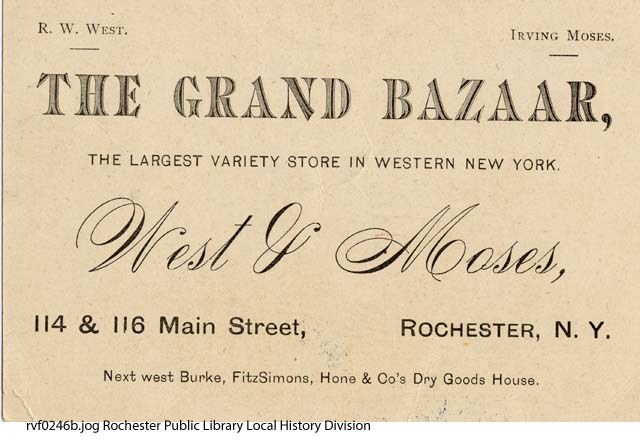 R. W. West.
Irving Moses.
THE GRAND BAZAAR,
THE LARGEST VARIETY STORE IN WESTERN NEW YORK.
West & Moses,
114 & 116 Main Street, ROCHESTER, N. Y.
Next west Burke, FitzSimons, Hone & Co's Dry Goods House.
rvf0246b.jog Rochester Public Library Local History Division